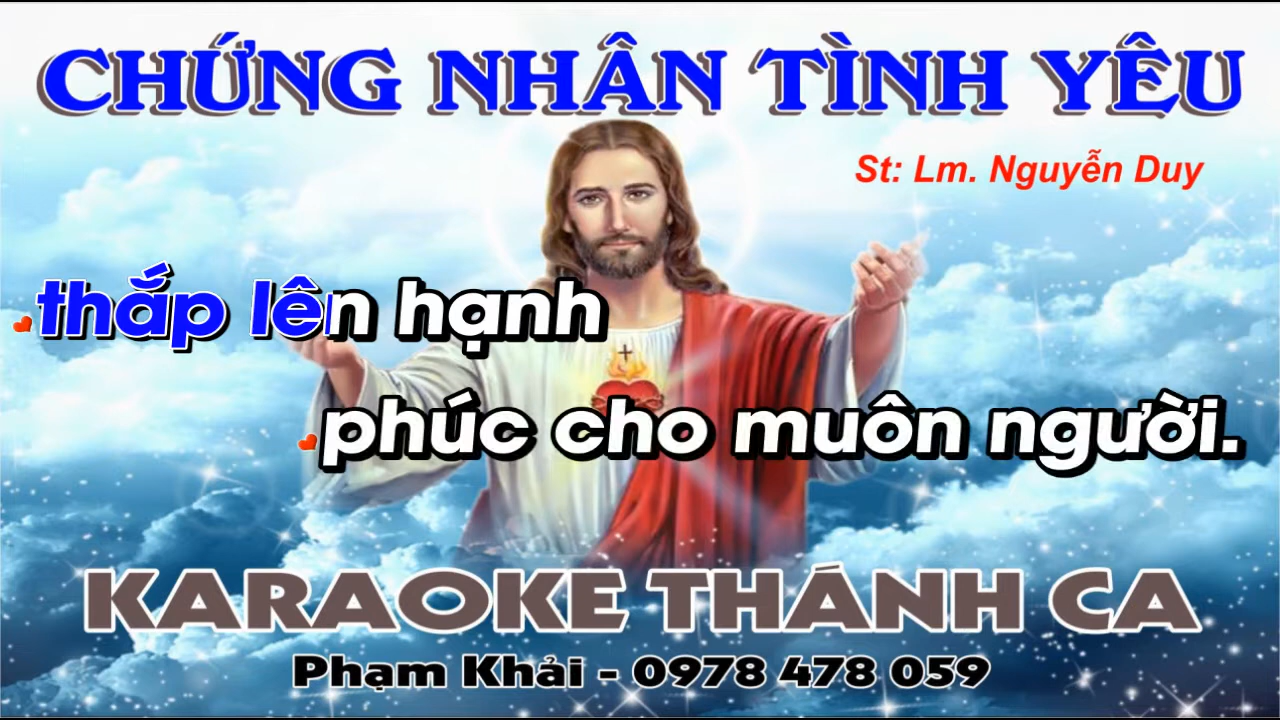 CHỨNG NHÂN TÌNH YÊU
St: Lm. Nguyễn Duy
thắp lên hạnh
phúc cho muôn người.
KARAOKE THÁNH CA
Phạm Khải - 0978 478 059